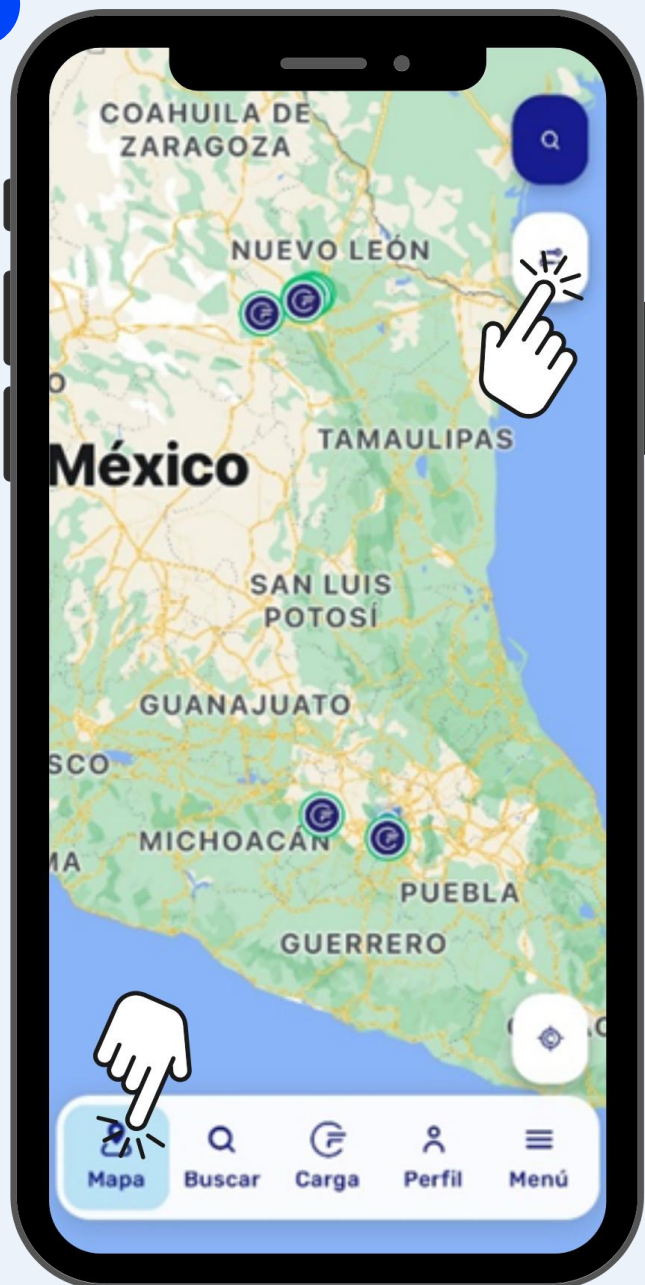 COAHUILA DE
ZARAGOZA
NUEVO LEÓN
TAMAULIPAS
México
SAN LUIS
POTOSÍ
GUANAJUATO
SCO
MICHOACÁN
MA
PUEBLA
GUERRERO
Mapa
Buscar
Carga
Perfil
Menú